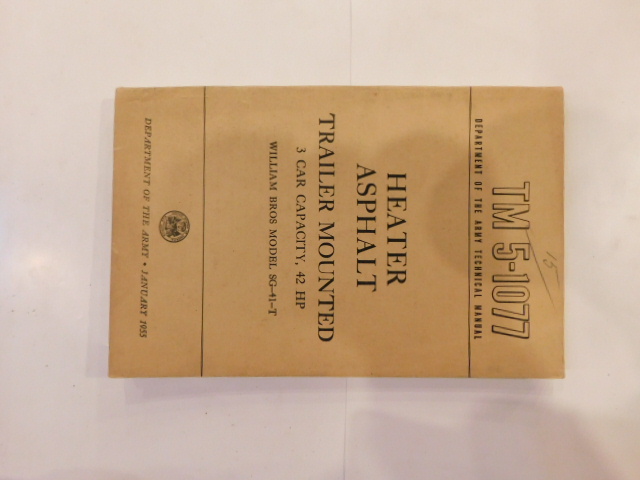 TM 5-1077
DEPARTMENT OF THE ARMY TECHNICAL MANUAL
HEATER
ASPHALT
TRAILER MOUNTED
3 CAR CAPACITY, 42 HP
WILLIAM BROS MODEL SG-41-T
DEPARTMENT OF THE ARMY • JANUARY 1953